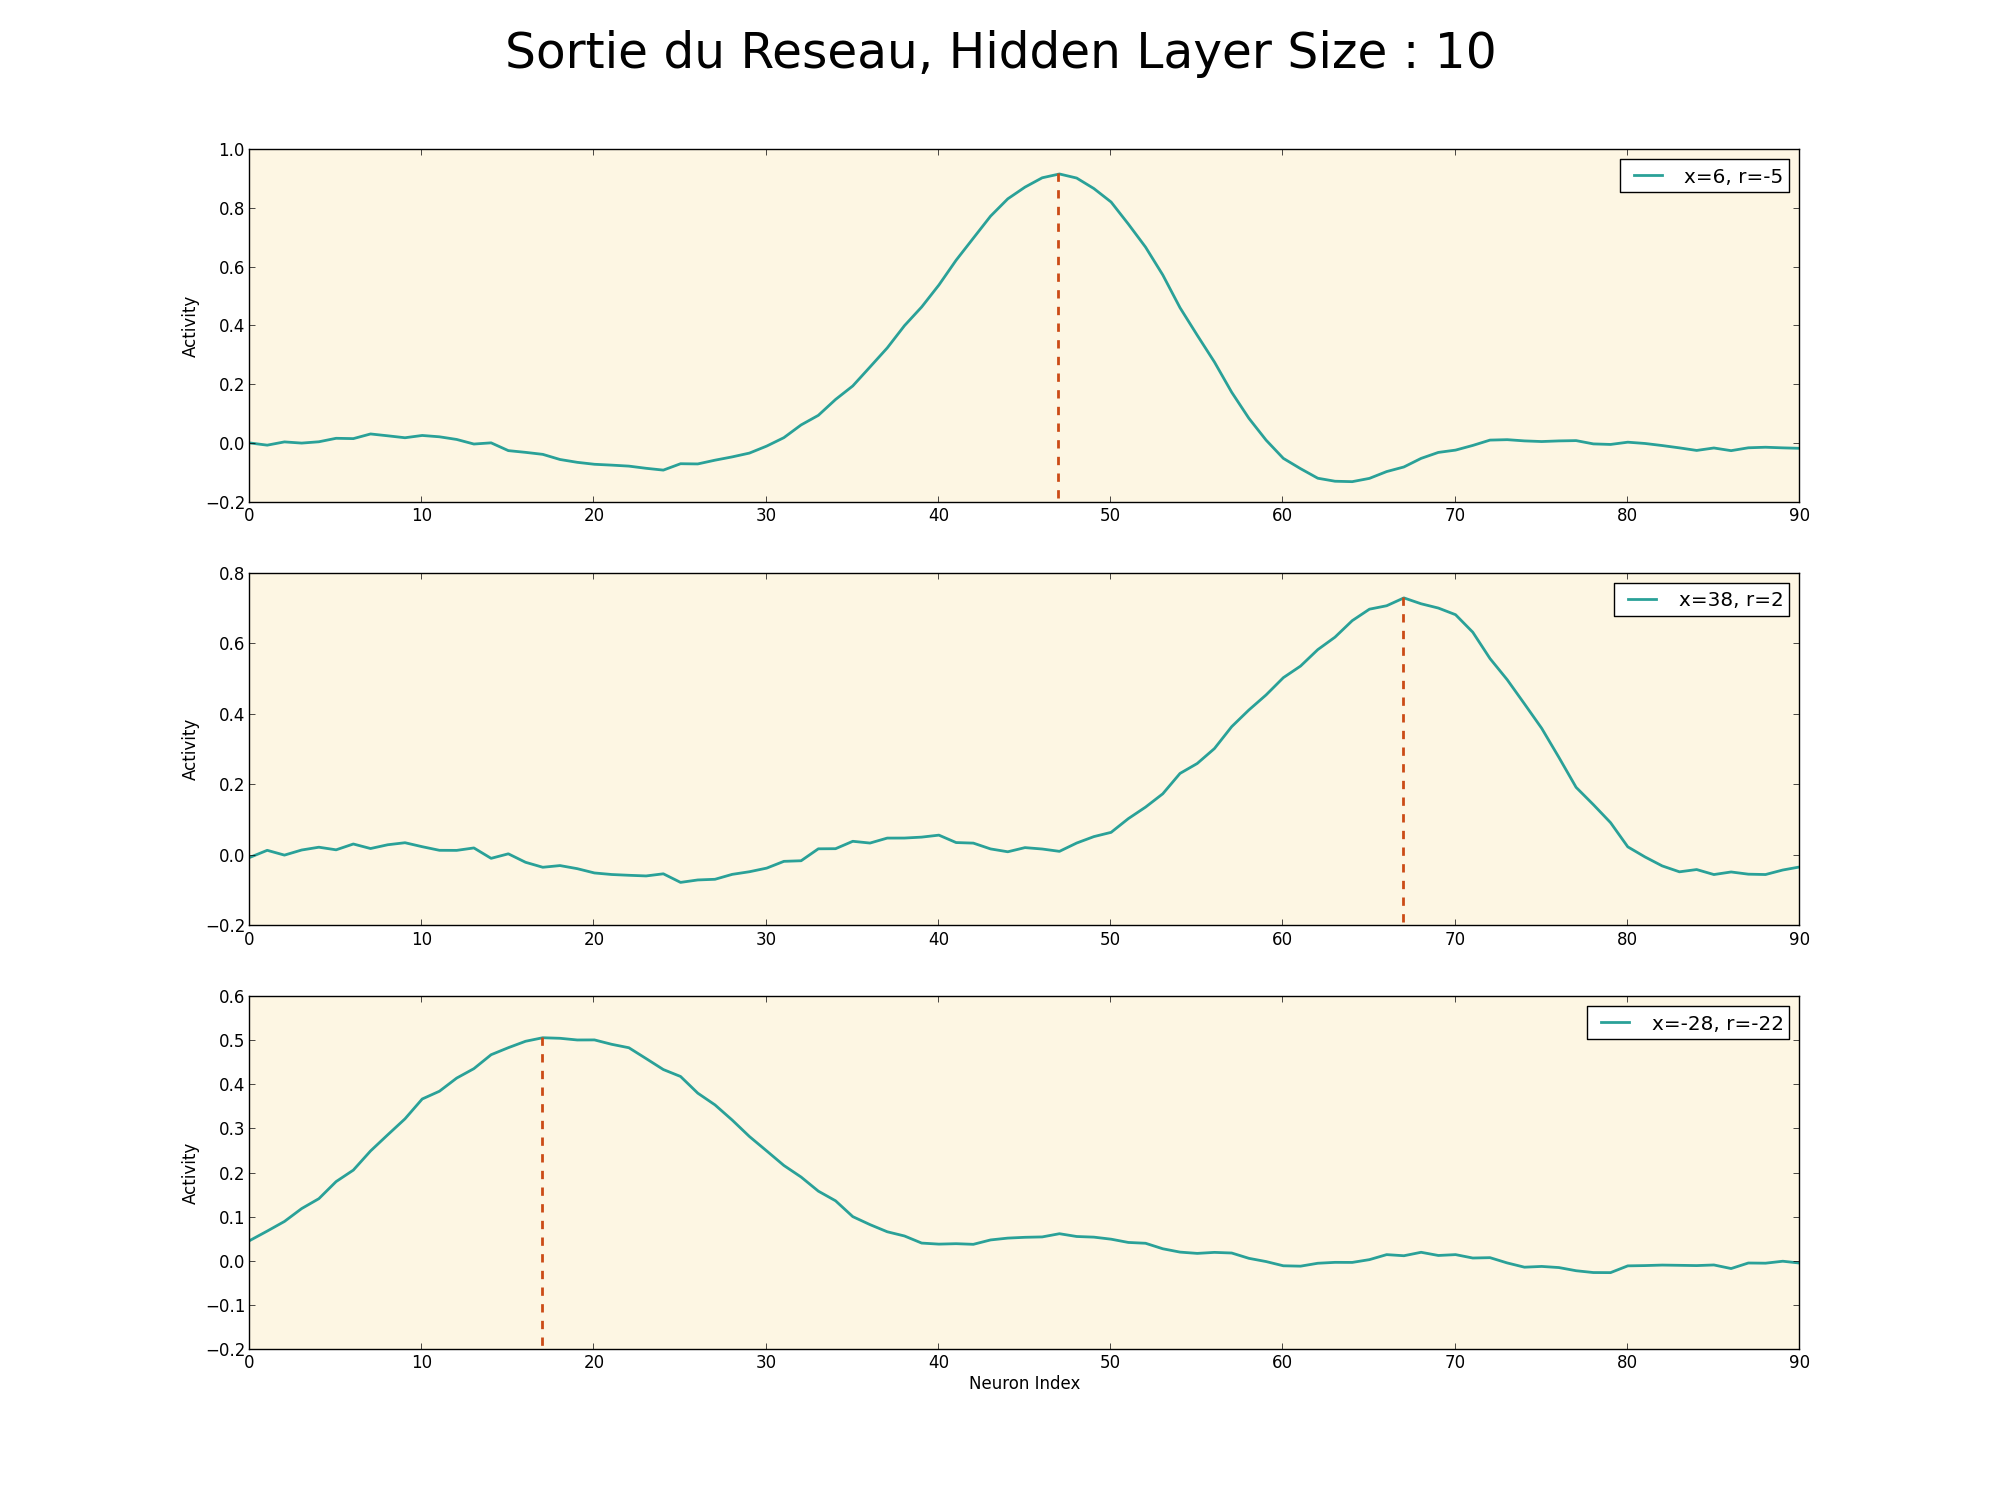 Sortie du Reseau, Hidden Layer Size : 10
1.0
0.8
0.6
0.4
0.2
0.0
−0.2
Activity
x=6, r=-5
0 10 20 30 40 50 60 70 80 90
0.8
0.6
0.4
0.2
0.0
−0.2
Activity
x=38, r=2
0 10 20 30 40 50 60 70 80 90
0.6
0.5
0.4
0.3
0.2
0.1
0.0
−0.1
−0.2
Activity
x=-28, r=-22
0 10 20 30 40 50 60 70 80 90
Neuron Index